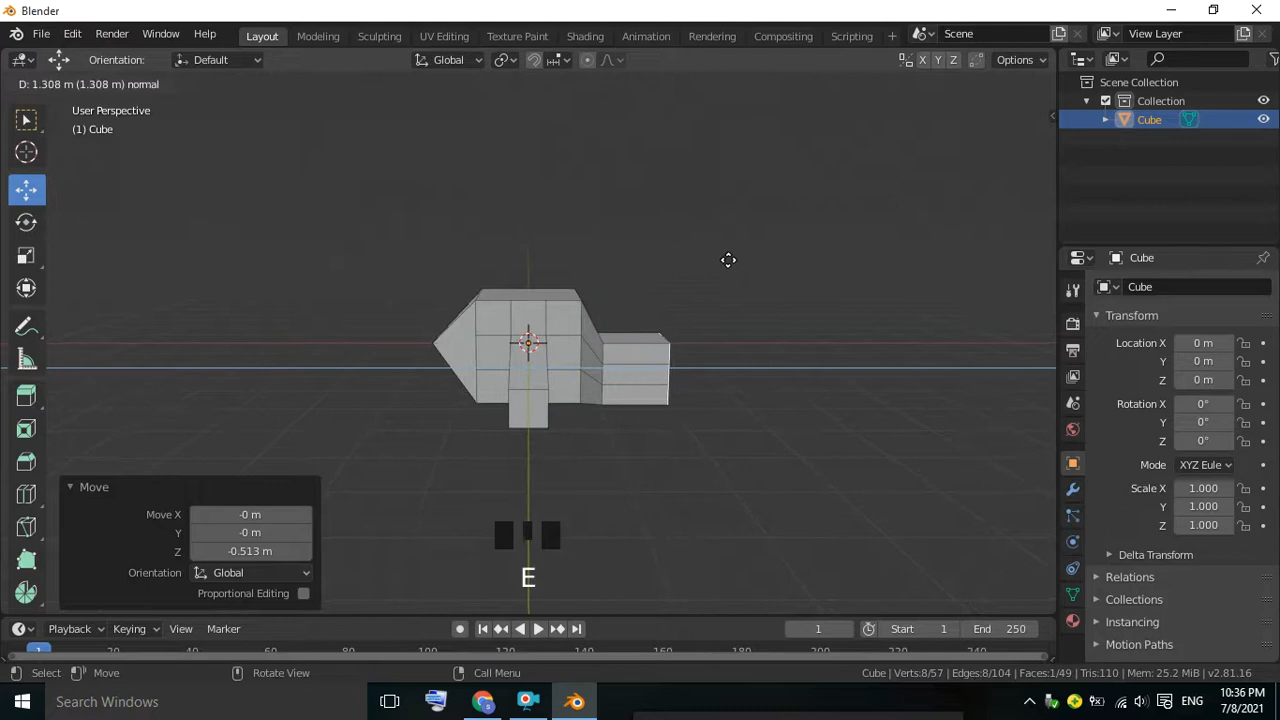 Blender
File Edit Render Window Help Layout Modeling Sculpting UV Editing Texture Paint Shading Animation Rendering Compositing Scripting + Scene View Layer
Orientation: Default Global X Y Z Options
D: 1.308 m (1.308 m) normal
User Perspective
(1) Cube
Scene Collection
Collection
Cube
Cube
Cube
Transform
Location X 0 m
Y 0 m
Z 0 m
Rotation X 0°
Y 0°
Z 0°
Mode XYZ Eule
Scale X 1.000
Y 1.000
Z 1.000
Delta Transform
Relations
Collections
Instancing
Motion Paths
Move
Move X -0 m
Y -0 m
Z -0.513 m
Orientation Global
Proportional Editing
E
Playback Keying View Marker 1 Start 1 End 250
Select Move Rotate View Call Menu Cube | Verts:8/57 | Edges:8/104 | Faces:1/49 | Tris:110 | Mem: 25.2 MiB | v2.81.16
Search Windows ENG
10:36 PM
7/8/2021